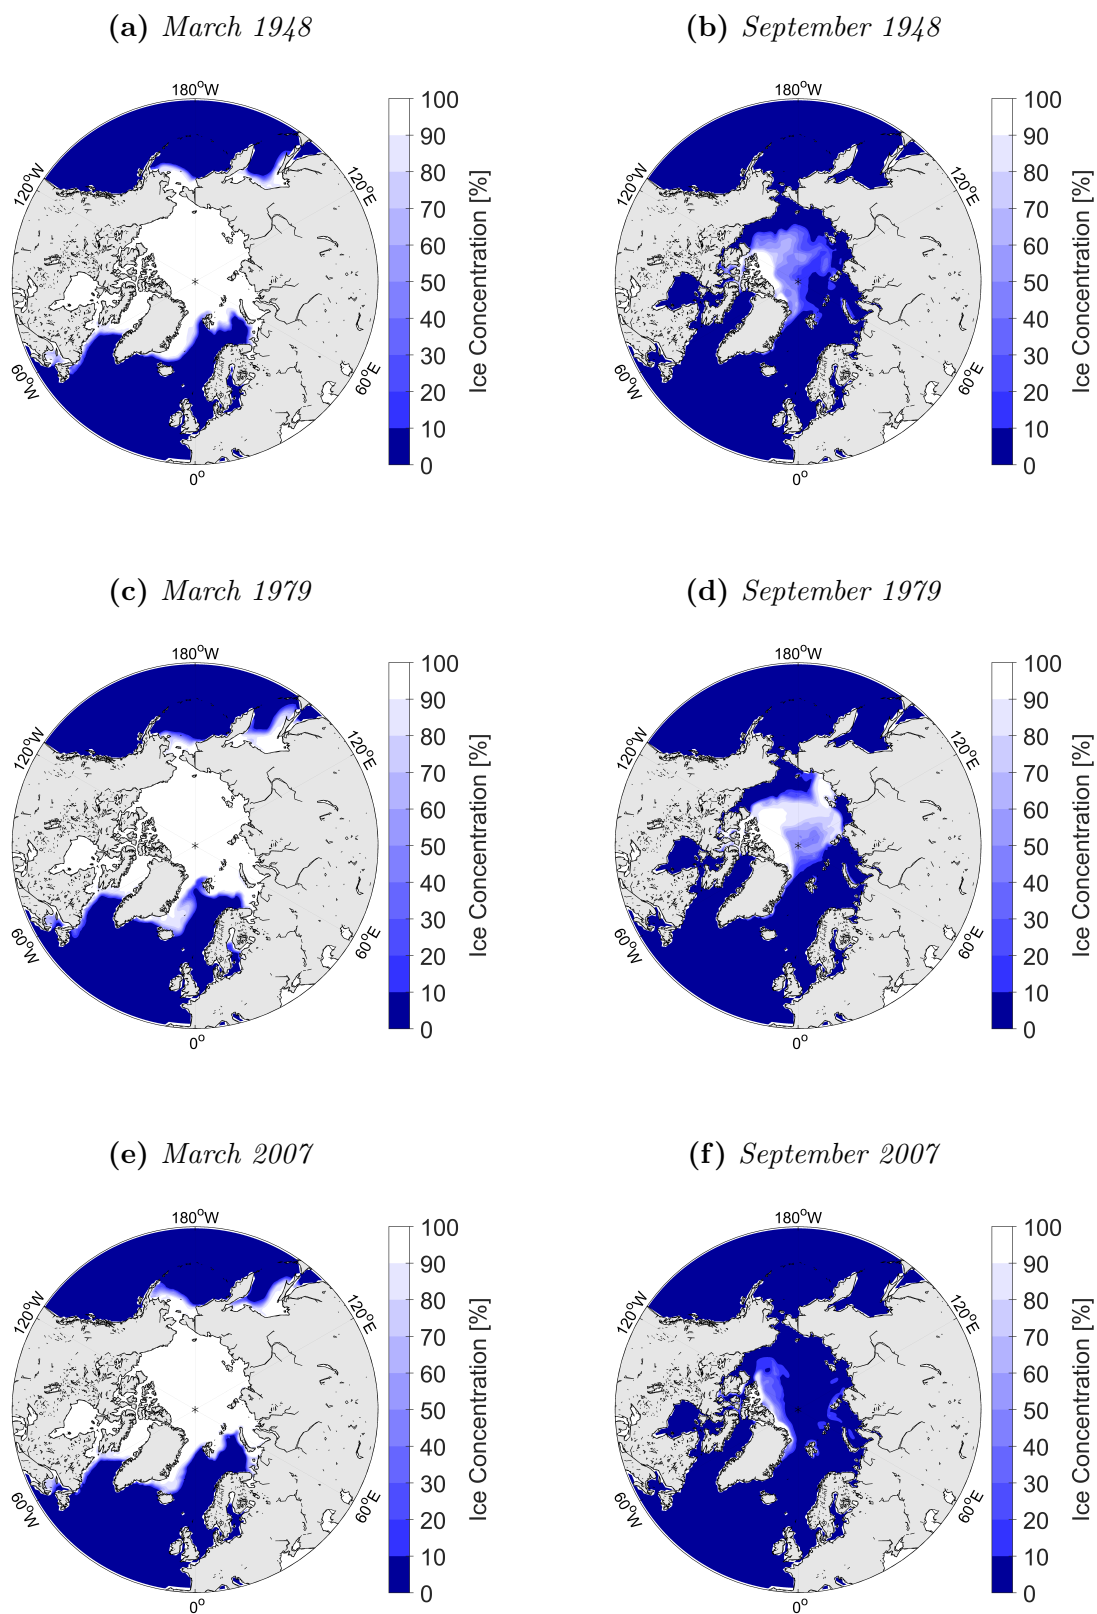 (a) March 1948
180°W
120°W
120°E
60°W
60°E
0°
100
90
80
70
60
50
40
30
20
10
0
Ice Concentration [%]
(b) September 1948
180°W
120°W
120°E
60°W
60°E
0°
100
90
80
70
60
50
40
30
20
10
0
Ice Concentration [%]
(c) March 1979
180°W
120°W
120°E
60°W
60°E
0°
100
90
80
70
60
50
40
30
20
10
0
Ice Concentration [%]
(d) September 1979
180°W
120°W
120°E
60°W
60°E
0°
100
90
80
70
60
50
40
30
20
10
0
Ice Concentration [%]
(e) March 2007
180°W
120°W
120°E
60°W
60°E
0°
100
90
80
70
60
50
40
30
20
10
0
Ice Concentration [%]
(f) September 2007
180°W
120°W
120°E
60°W
60°E
0°
100
90
80
70
60
50
40
30
20
10
0
Ice Concentration [%]